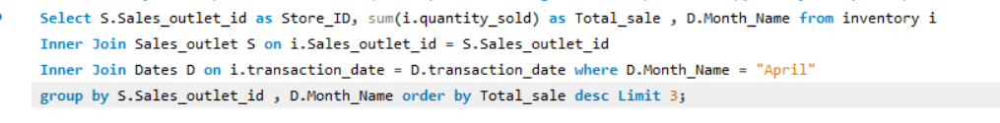 Select S.Sales_outlet_id as Store_ID, sum(i.quantity_sold) as Total_sale , D.Month_Name from inventory i
Inner Join Sales_outlet S on i.Sales_outlet_id = S.Sales_outlet_id
Inner Join Dates D on i.transaction_date = D.transaction_date where D.Month_Name = "April"
group by S.Sales_outlet_id , D.Month_Name order by Total_sale desc Limit 3;